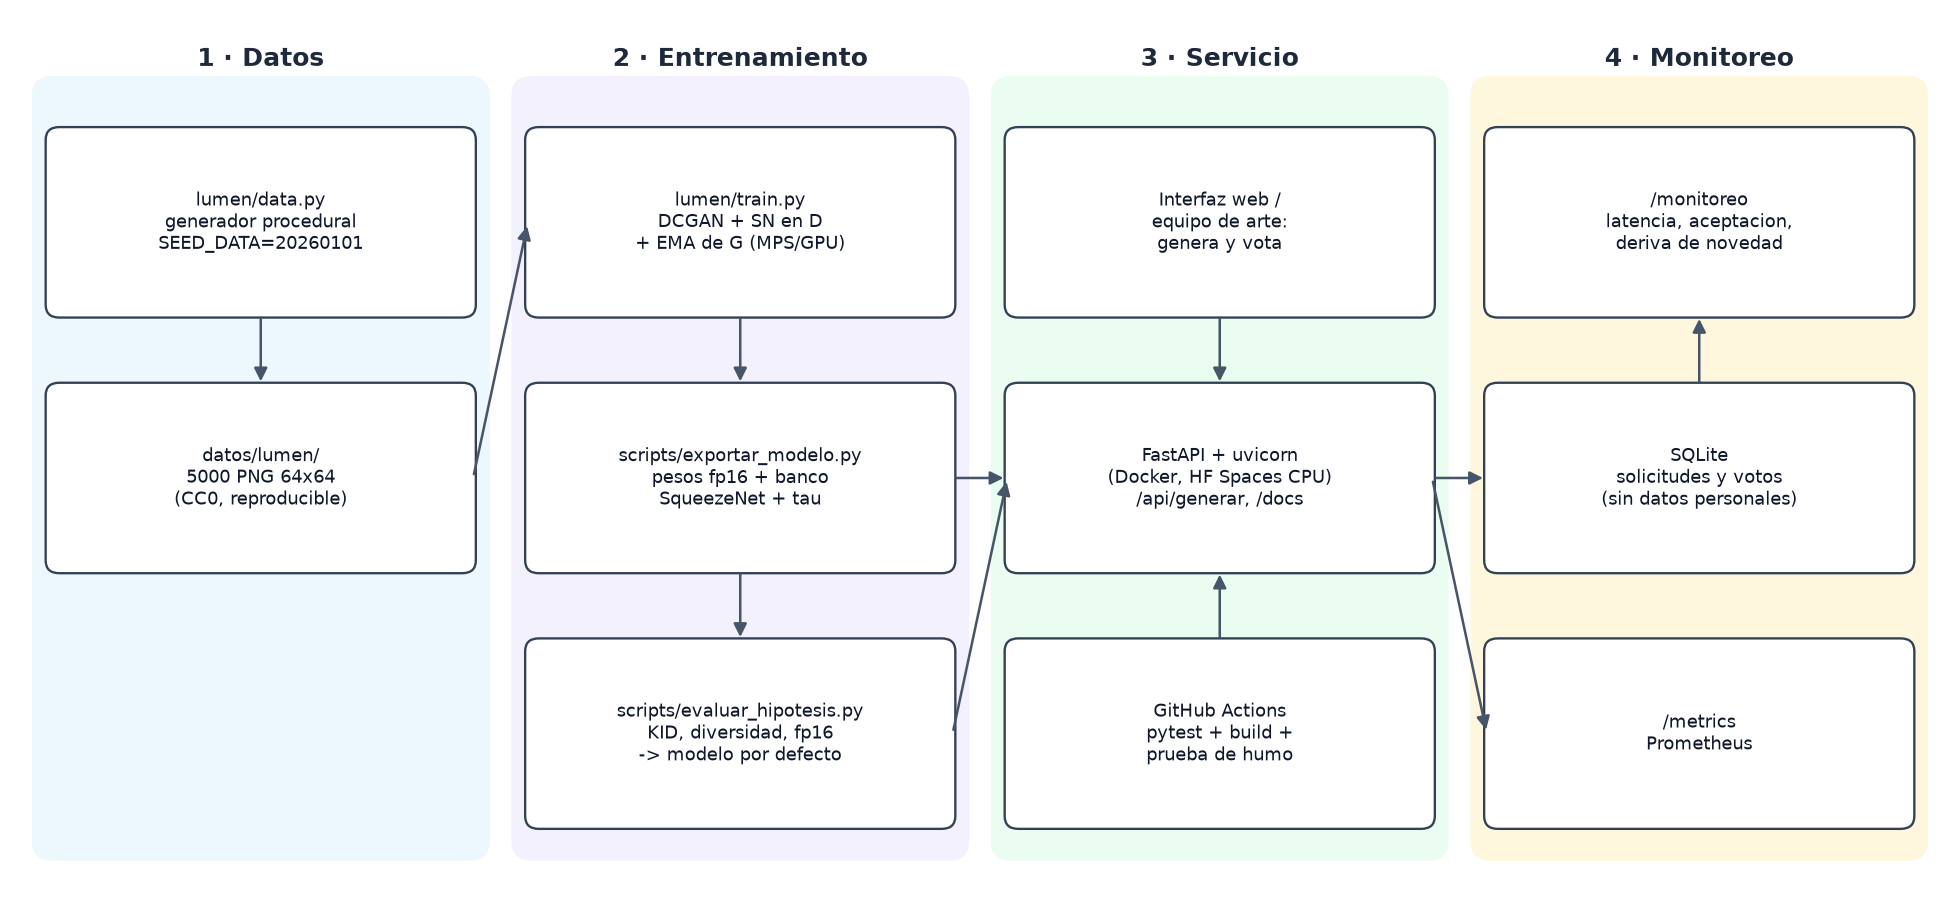 1 · Datos
lumen/data.py
generador procedural
SEED_DATA=20260101
datos/lumen/
5000 PNG 64x64
(CC0, reproducible)
2 · Entrenamiento
lumen/train.py
DCGAN + SN en D
+ EMA de G (MPS/GPU)
scripts/exportar_modelo.py
pesos fp16 + banco
SqueezeNet + tau
scripts/evaluar_hipotesis.py
KID, diversidad, fp16
-> modelo por defecto
3 · Servicio
Interfaz web /
equipo de arte:
genera y vota
FastAPI + uvicorn
(Docker, HF Spaces CPU)
/api/generar, /docs
GitHub Actions
pytest + build +
prueba de humo
4 · Monitoreo
/monitoreo
latencia, aceptacion,
deriva de novedad
SQLite
solicitudes y votos
(sin datos personales)
/metrics
Prometheus